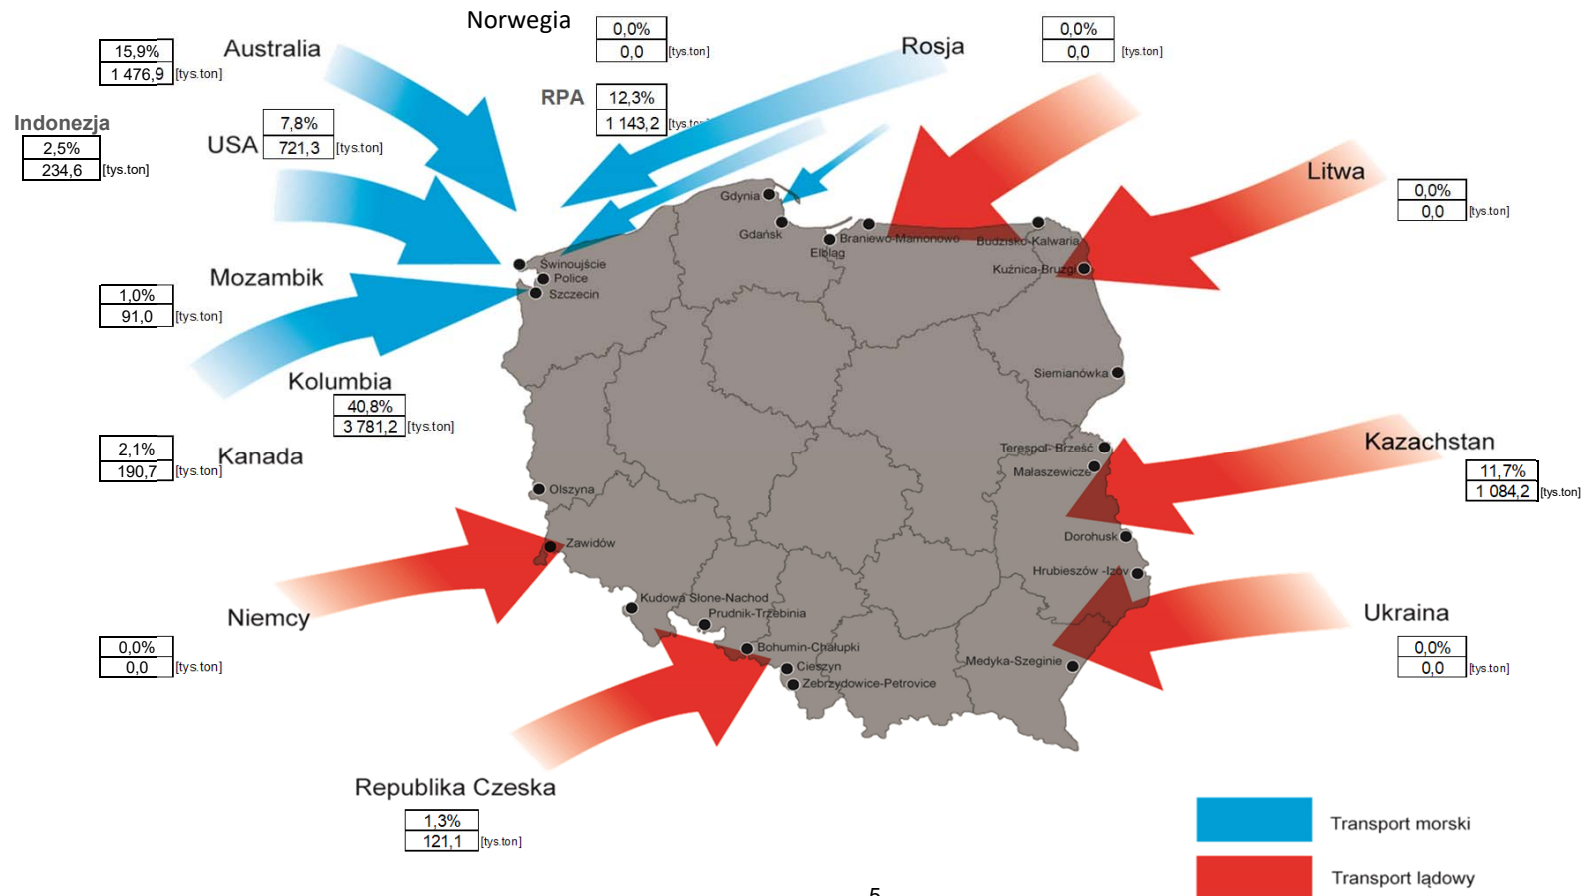 Norwegia
0,0%
0,0 [tys.ton]
Rosja
0,0%
0,0 [tys.ton]
15,9%
1 476,9 [tys.ton]
Australia
RPA
12,3%
1 143,2
Indonezja
2,5%
234,6 [tys.ton]
USA
7,8%
721,3 [tys.ton]
Litwa
0,0%
0,0 [tys.ton]
Gdynia
Gdańsk
Elbląg
Braniewo-Mamonowo
Budzisko-Kalwaria
Kuźnica-Bruzgi
Świnoujście
Police
Szczecin
Mozambik
1,0%
91,0 [tys.ton]
Kolumbia
40,8%
3 781,2 [tys.ton]
Siemianówka
2,1%
190,7 [tys.ton]
Kanada
Terespol- Brześć
Małaszewicze
Kazachstan
11,7%
1 084,2 [tys.ton]
Olszyna
Zawidów
Dorohusk
Hrubieszów -Izov
Niemcy
0,0%
0,0 [tys.ton]
Kudowa Słone-Nachod
Prudnik-Trzebinia
Bohumin-Chałupki
Cieszyn
Zebrzydowice-Petrovice
Medyka-Szeginie
Ukraina
0,0%
0,0 [tys.ton]
Republika Czeska
1,3%
121,1 [tys.ton]
Transport morski
Transport lądowy
5